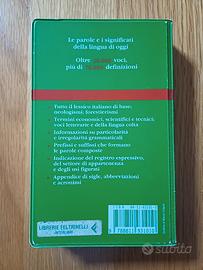 Le parole e i significati
della lingua di oggi
Oltre voci,
più di definizioni
• Tutto il lessico italiano di base,
neologismi, forestierismi
• Termini economici, scientifici e tecnici;
voci letterarie e della lingua colta
• Informazioni su particolarità
e irregolarità grammaticali
• Prefissi e suffissi che formano
le parole composte
• Indicazione del registro espressivo,
del settore di appartenenza
e degli usi figurati
• Appendice di sigle, abbreviazioni
e acronimi
LIBRERIE FELTRINELLI
Subito.it